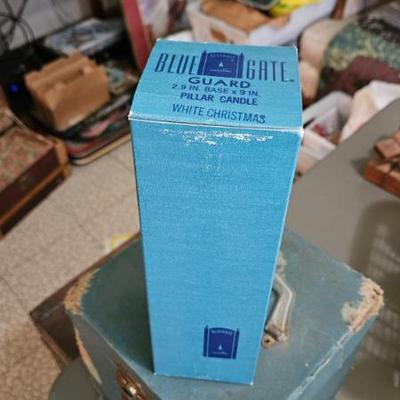 BLUE GATE
GUARD
2.9 IN. BASE x 9 IN.
PILLAR CANDLE
WHITE CHRISTMAS